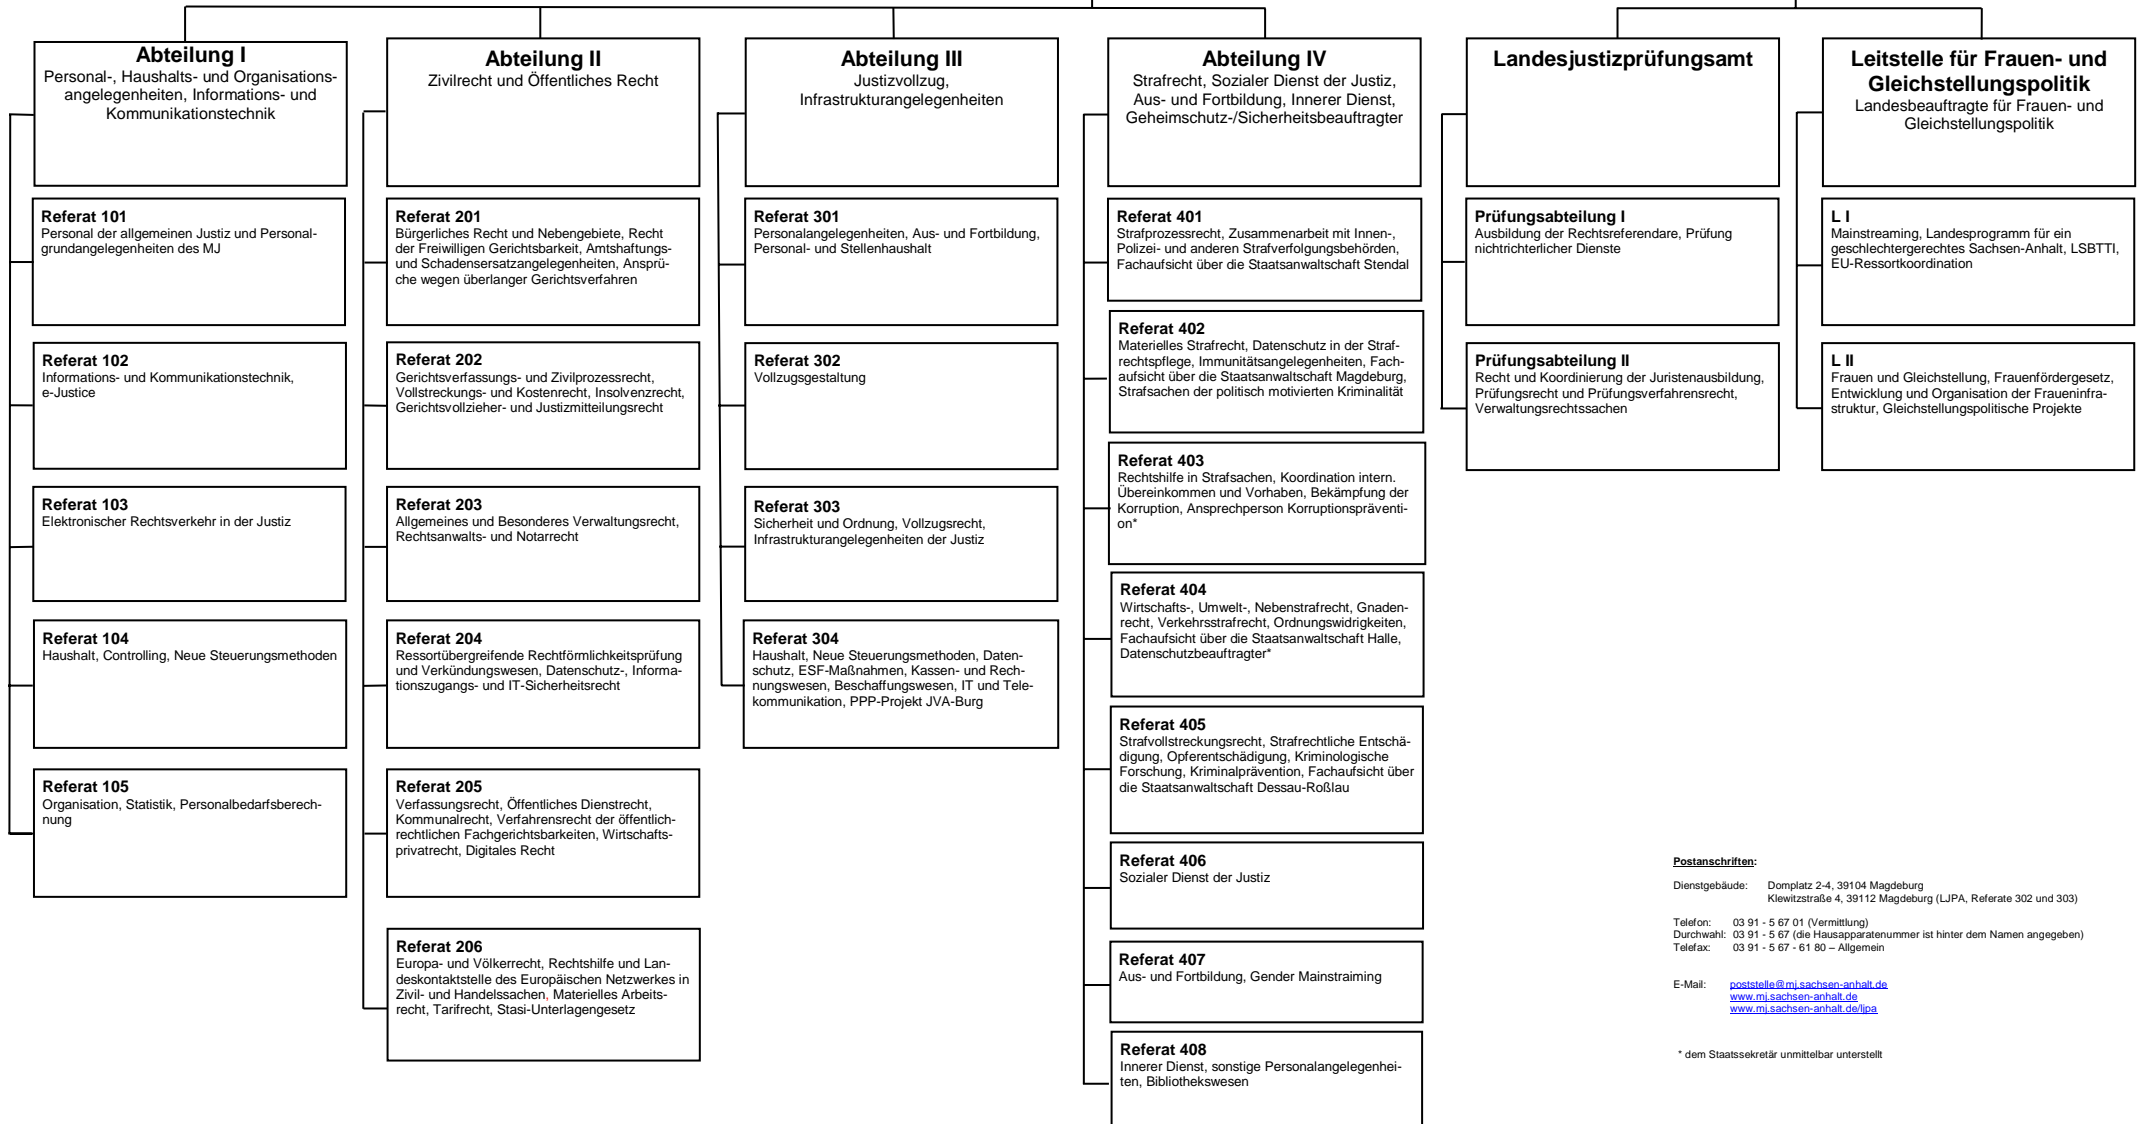 Abteilung I
Personal-, Haushalts- und Organisations-
angelegenheiten, Informations- und
Kommunikationstechnik
Referat 101
Personal der allgemeinen Justiz und Personal-
grundangelegenheiten des MJ
Referat 102
Informations- und Kommunikationstechnik,
e-Justice
Referat 103
Elektronischer Rechtsverkehr in der Justiz
Referat 104
Haushalt, Controlling, Neue Steuerungsmethoden
Referat 105
Organisation, Statistik, Personalbedarfsberech-
nung
Abteilung II
Zivilrecht und Öffentliches Recht
Referat 201
Bürgerliches Recht und Nebengebiete, Recht
der Freiwilligen Gerichtsbarkeit, Amtshaftungs-
und Schadensersatzangelegenheiten, Ansprü-
che wegen überlanger Gerichtsverfahren
Referat 202
Gerichtsverfassungs- und Zivilprozessrecht,
Vollstreckungs- und Kostenrecht, Insolvenzrecht,
Gerichtsvollzieher- und Justizmitteilungsrecht
Referat 203
Allgemeines und Besonderes Verwaltungsrecht,
Rechtsanwalts- und Notarrecht
Referat 204
Ressortübergreifende Rechtförmlichkeitsprüfung
und Verkündungswesen, Datenschutz-, Informa-
tionszugangs- und IT-Sicherheitsrecht
Referat 205
Verfassungsrecht, Öffentliches Dienstrecht,
Kommunalrecht, Verfahrensrecht der öffentlich-
rechtlichen Fachgerichtsbarkeiten, Wirtschafts-
privatrecht, Digitales Recht
Referat 206
Europa- und Völkerrecht, Rechtshilfe und Lan-
deskontaktstelle des Europäischen Netzwerkes in
Zivil- und Handelssachen, Materielles Arbeits-
recht, Tarifrecht, Stasi-Unterlagengesetz
Abteilung III
Justizvollzug,
Infrastrukturangelegenheiten
Referat 301
Personalangelegenheiten, Aus- und Fortbildung,
Personal- und Stellenhaushalt
Referat 302
Vollzugsgestaltung
Referat 303
Sicherheit und Ordnung, Vollzugsrecht,
Infrastrukturangelegenheiten der Justiz
Referat 304
Haushalt, Neue Steuerungsmethoden, Daten-
schutz, ESF-Maßnahmen, Kassen- und Rech-
nungswesen, Beschaffungswesen, IT und Tele-
kommunikation, PPP-Projekt JVA-Burg
Abteilung IV
Strafrecht, Sozialer Dienst der Justiz,
Aus- und Fortbildung, Innerer Dienst,
Geheimschutz-/Sicherheitsbeauftragter
Referat 401
Strafprozessrecht, Zusammenarbeit mit Innen-,
Polizei- und anderen Strafverfolgungsbehörden,
Fachaufsicht über die Staatsanwaltschaft Stendal
Referat 402
Materielles Strafrecht, Datenschutz in der Straf-
rechtspflege, Immunitätsangelegenheiten, Fach-
aufsicht über die Staatsanwaltschaft Magdeburg,
Strafsachen der politisch motivierten Kriminalität
Referat 403
Rechtshilfe in Strafsachen, Koordination intern.
Übereinkommen und Vorhaben, Bekämpfung der
Korruption, Ansprechperson Korruptionspräventi-
on*
Referat 404
Wirtschafts-, Umwelt-, Nebenstrafrecht, Gnaden-
recht, Verkehrsstrafrecht, Ordnungswidrigkeiten,
Fachaufsicht über die Staatsanwaltschaft Halle,
Datenschutzbeauftragter*
Referat 405
Strafvollstreckungsrecht, Strafrechtliche Entschä-
digung, Opferentschädigung, Kriminologische
Forschung, Kriminalprävention, Fachaufsicht über
die Staatsanwaltschaft Dessau-Roßlau
Referat 406
Sozialer Dienst der Justiz
Referat 407
Aus- und Fortbildung, Gender Mainstraiming
Referat 408
Innerer Dienst, sonstige Personalangelegenhei-
ten, Bibliothekswesen
Landesjustizprüfungsamt
Prüfungsabteilung I
Ausbildung der Rechtsreferendare, Prüfung
nichtrichterlicher Dienste
Prüfungsabteilung II
Recht und Koordinierung der Juristenausbildung,
Prüfungsrecht und Prüfungsverfahrensrecht,
Verwaltungsrechtssachen
Leitstelle für Frauen- und
Gleichstellungspolitik
Landesbeauftragte für Frauen- und
Gleichstellungspolitik
L I
Mainstreaming, Landesprogramm für ein
geschlechtergerechtes Sachsen-Anhalt, LSBTTI,
EU-Ressortkoordination
L II
Frauen und Gleichstellung, Frauenfördergesetz,
Entwicklung und Organisation der Fraueninfra-
struktur, Gleichstellungspolitische Projekte
Postanschriften:
Dienstgebäude: Domplatz 2-4, 39104 Magdeburg
Klewitzstraße 4, 39112 Magdeburg (LJPA, Referate 302 und 303)
Telefon: 03 91 - 5 67 01 (Vermittlung)
Durchwahl: 03 91 - 5 67 (die Hausapparatenummer ist hinter dem Namen angegeben)
Telefax: 03 91 - 5 67 - 61 80 – Allgemein
E-Mail: poststelle@mj.sachsen-anhalt.de
www.mj.sachsen-anhalt.de
www.mj.sachsen-anhalt.de/ljpa
* dem Staatssekretär unmittelbar unterstellt